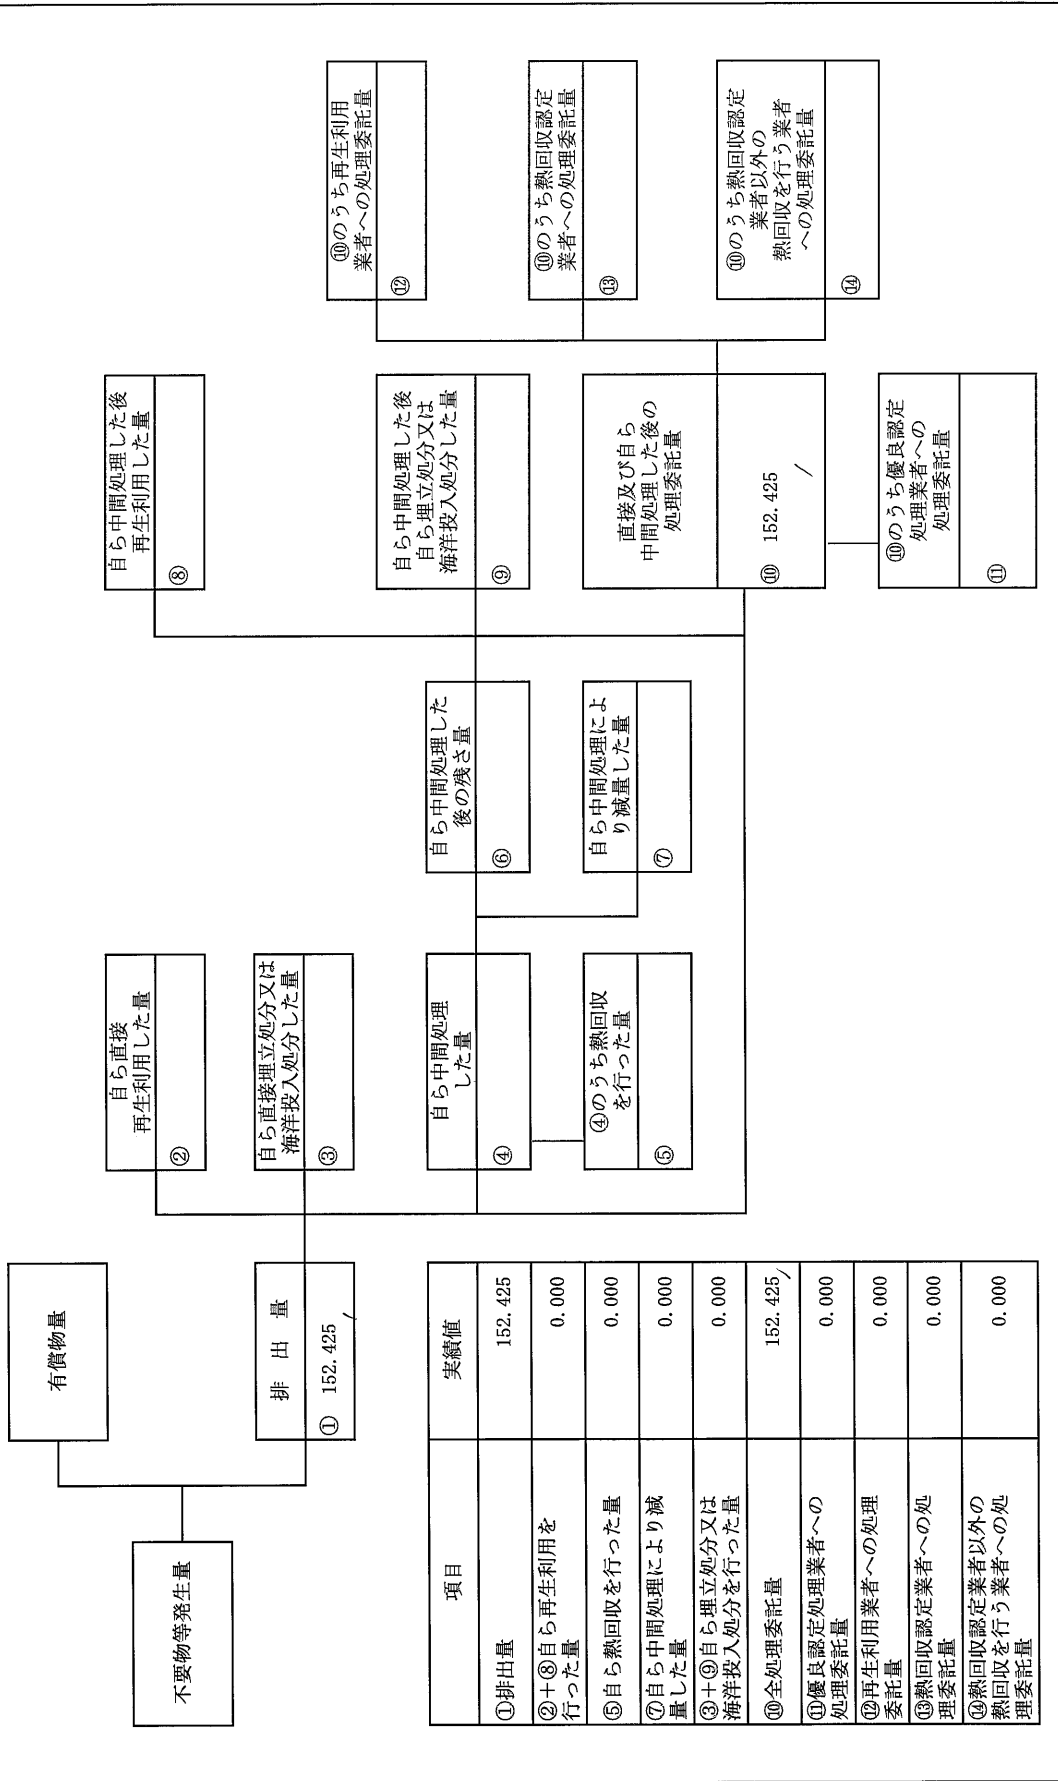 不要物等発生量
有償物量
排 出 量
① 152.425
自ら直接
再生利用した量
②
自ら直接埋立処分又は
海洋投入処分した量
③
自ら中間処理
した量
④
④のうち熱回収
を行った量
⑤
自ら中間処理した
後の残さ量
⑥
自ら中間処理によ
り減量した量
⑦
自ら中間処理した後
再生利用した量
⑧
自ら中間処理した後
自ら埋立処分又は
海洋投入処分した量
⑨
直接及び自ら
中間処理した後の
処理委託量
⑩ 152.425
⑩のうち優良認定
処理業者への
処理委託量
⑪
⑩のうち再生利用
業者への処理委託量
⑫
⑩のうち熱回収認定
業者への処理委託量
⑬
⑩のうち熱回収認定
業者以外の
熱回収を行う業者
への処理委託量
⑭
項目 実績値
①排出量 152.425
②+⑧自ら再生利用を
行った量 0.000
⑤自ら熱回収を行った量 0.000
⑦自ら中間処理により減
量した量 0.000
③+⑨自ら埋立処分又は
海洋投入処分を行った量 0.000
⑩全処理委託量 152.425
⑪優良認定処理業者への
処理委託量 0.000
⑫再生利用業者への処理
委託量 0.000
⑬熱回収認定業者への処
理委託量 0.000
⑭熱回収認定業者以外の
熱回収を行う業者への処
理委託量 0.000